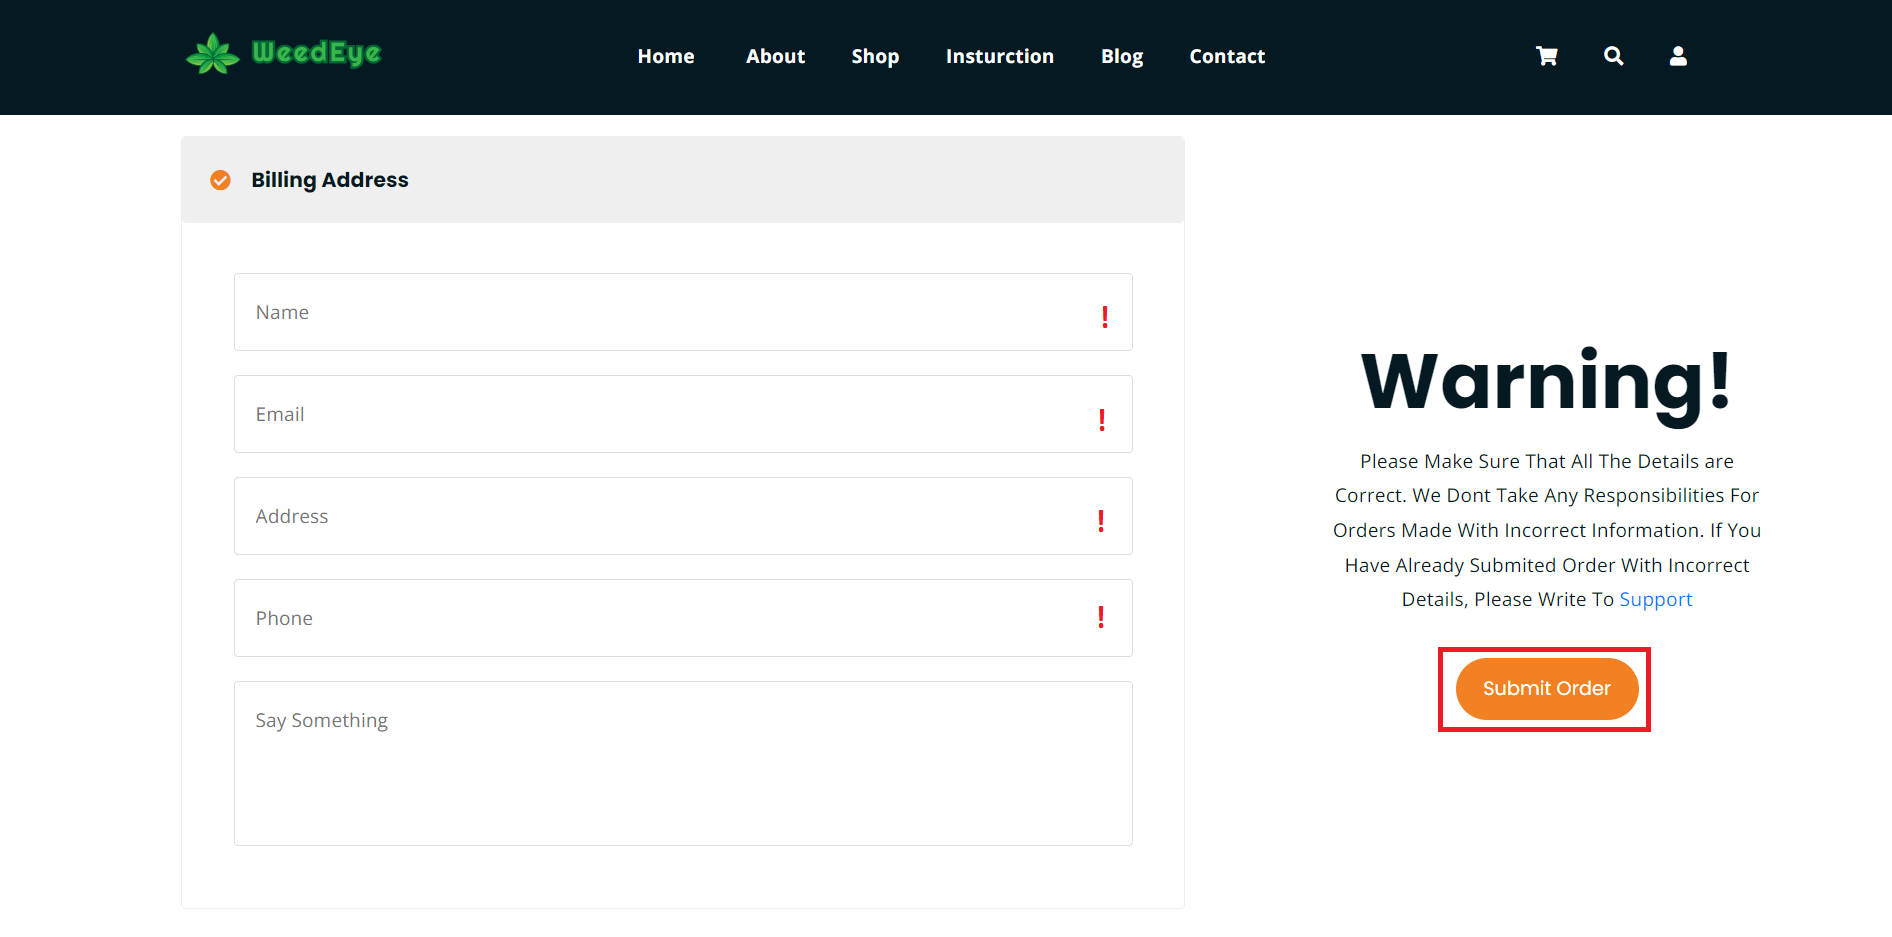 WeedEye
Home About Shop Insturction Blog Contact
Billing Address
Name !
Email !
Address !
Phone !
Say Something
Warning!
Please Make Sure That All The Details are
Correct. We Dont Take Any Responsibilities For
Orders Made With Incorrect Information. If You
Have Already Submited Order With Incorrect
Details, Please Write To Support
Submit Order